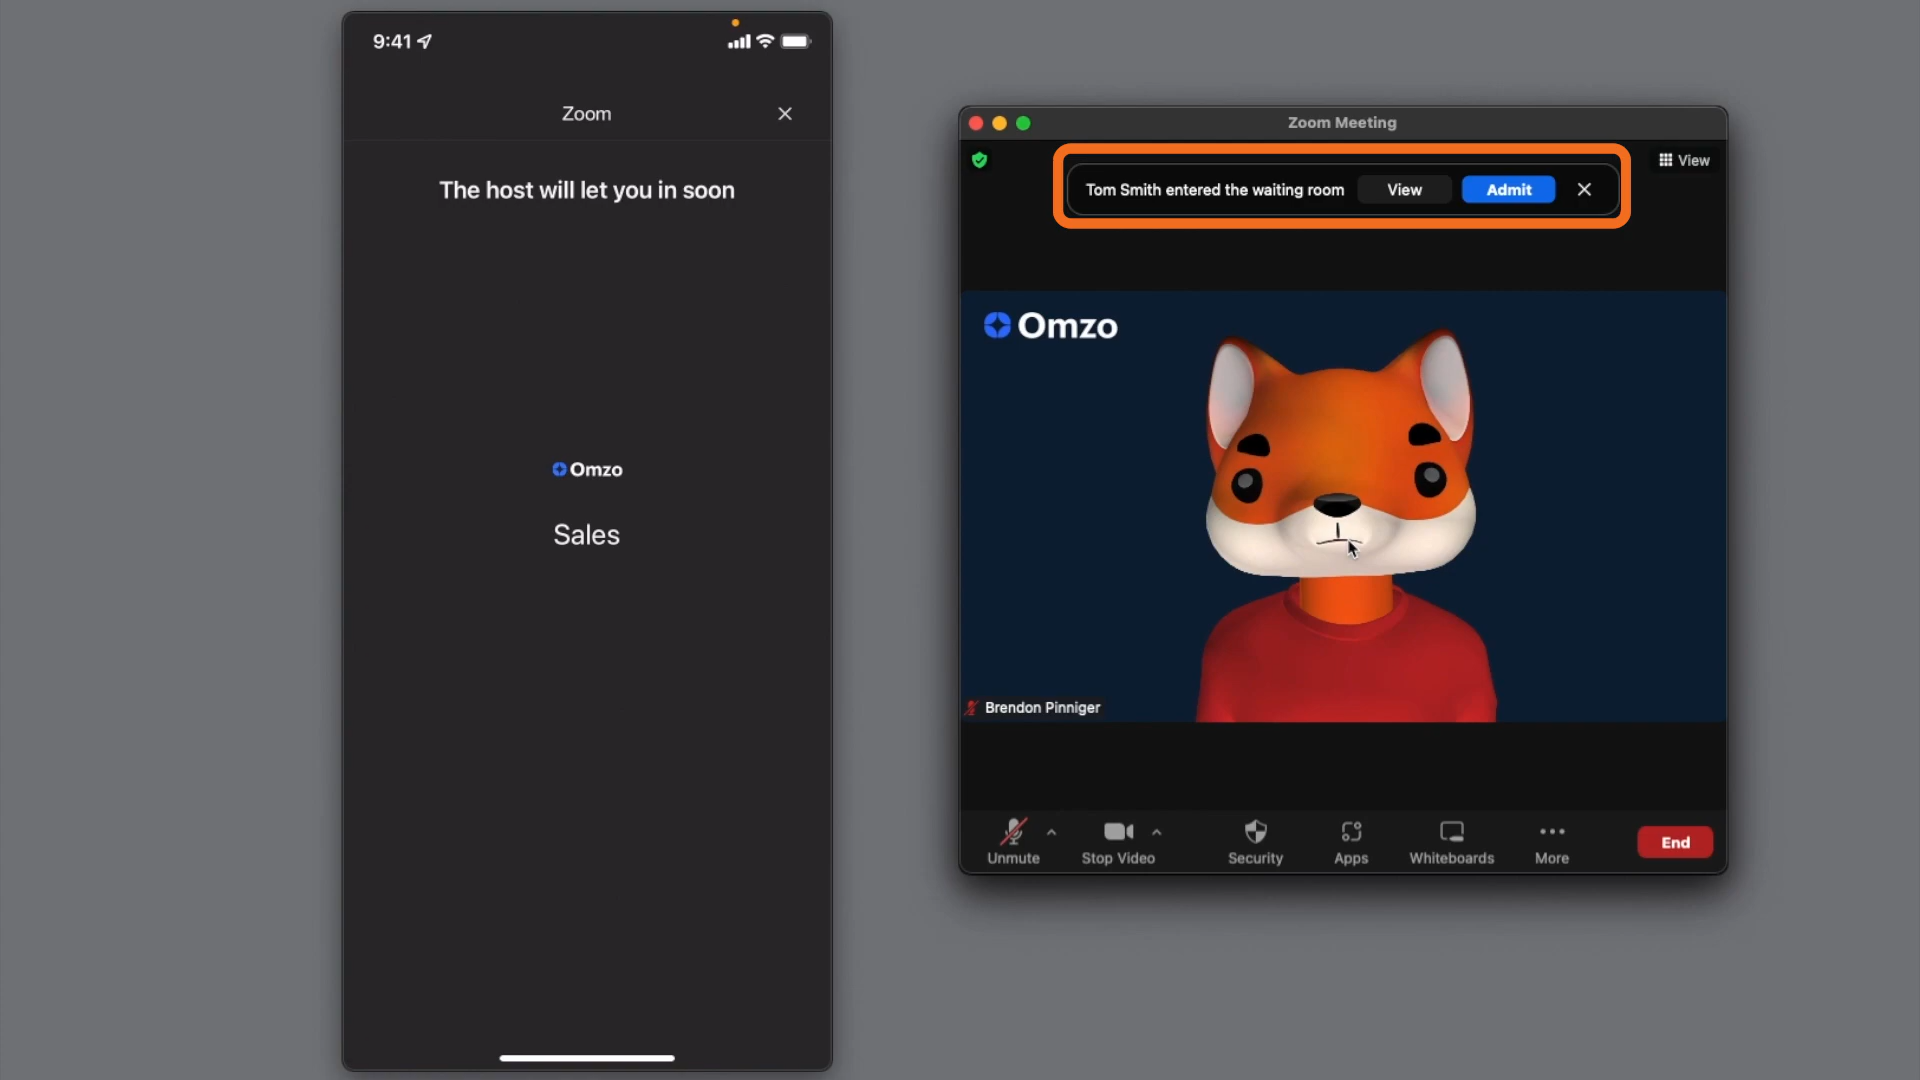 9:41
Zoom
The host will let you in soon
Omzo
Sales
Zoom Meeting
View
Tom Smith entered the waiting room View Admit
Omzo
Brendon Pinniger
Unmute Stop Video Security Apps Whiteboards More End